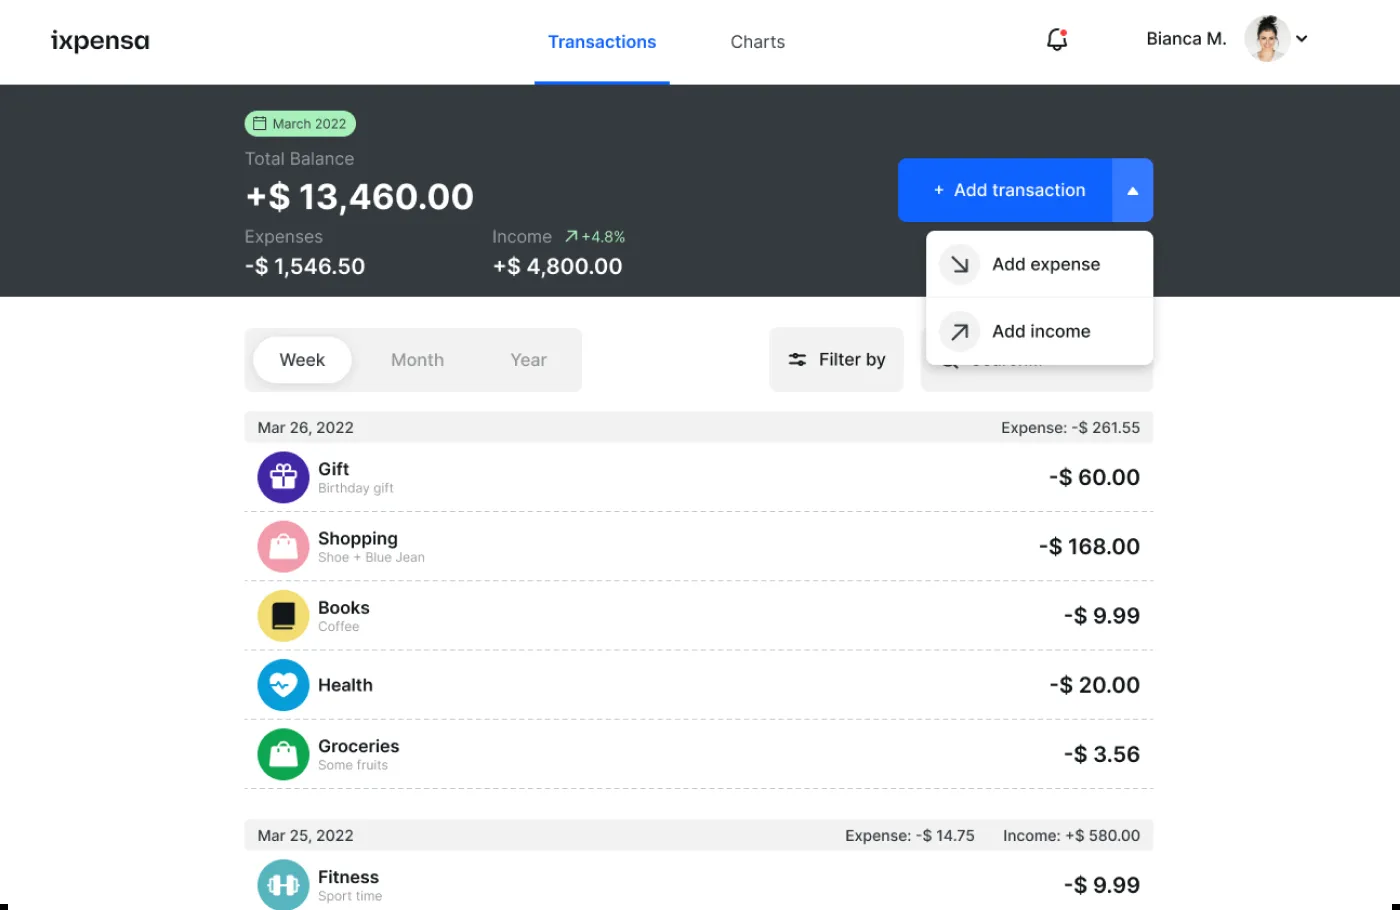 ixpensa
Transactions
Charts
Bianca M.
March 2022
Total Balance
+$ 13,460.00
Expenses
Income +4.8%
-$ 1,546.50
+$ 4,800.00
+ Add transaction
Add expense
Add income
Week
Month
Year
Filter by
Mar 26, 2022
Expense: -$ 261.55
Gift
Birthday gift
-$ 60.00
Shopping
Shoe + Blue Jean
-$ 168.00
Books
Coffee
-$ 9.99
Health
-$ 20.00
Groceries
Some fruits
-$ 3.56
Mar 25, 2022
Expense: -$ 14.75
Income: +$ 580.00
Fitness
Sport time
-$ 9.99